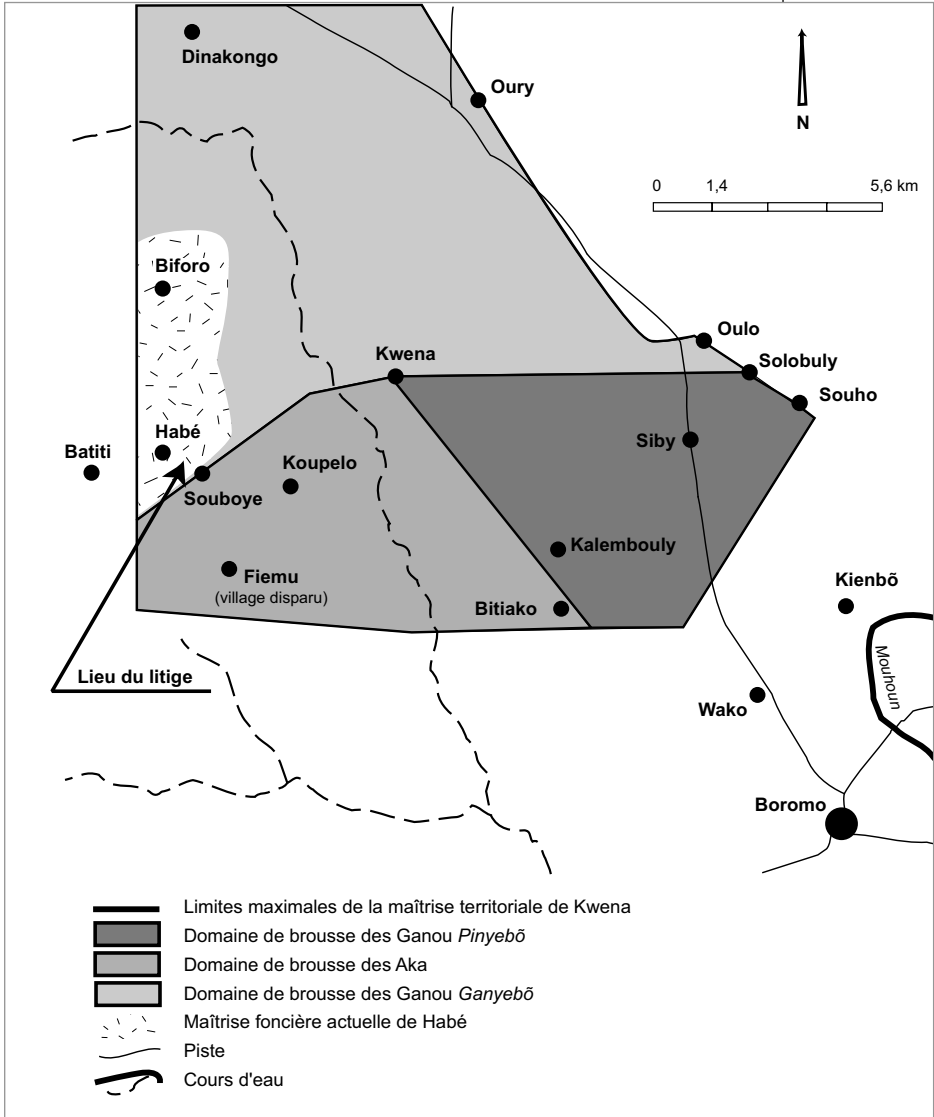 Dinakongo
Oury
N
0 1,4 5,6 km
Biforo
Oulo
Kwena
Solobuly
Souho
Habé
Siby
Batiti
Koupelo
Souboye
Kalembouly
Fiemu
(village disparu)
Bitiako
Kienbõ
Mouhoun
Lieu du litige
Wako
Boromo
Limites maximales de la maîtrise territoriale de Kwena
Domaine de brousse des Ganou Pinyebõ
Domaine de brousse des Aka
Domaine de brousse des Ganou Ganyebõ
Maîtrise foncière actuelle de Habé
Piste
Cours d'eau